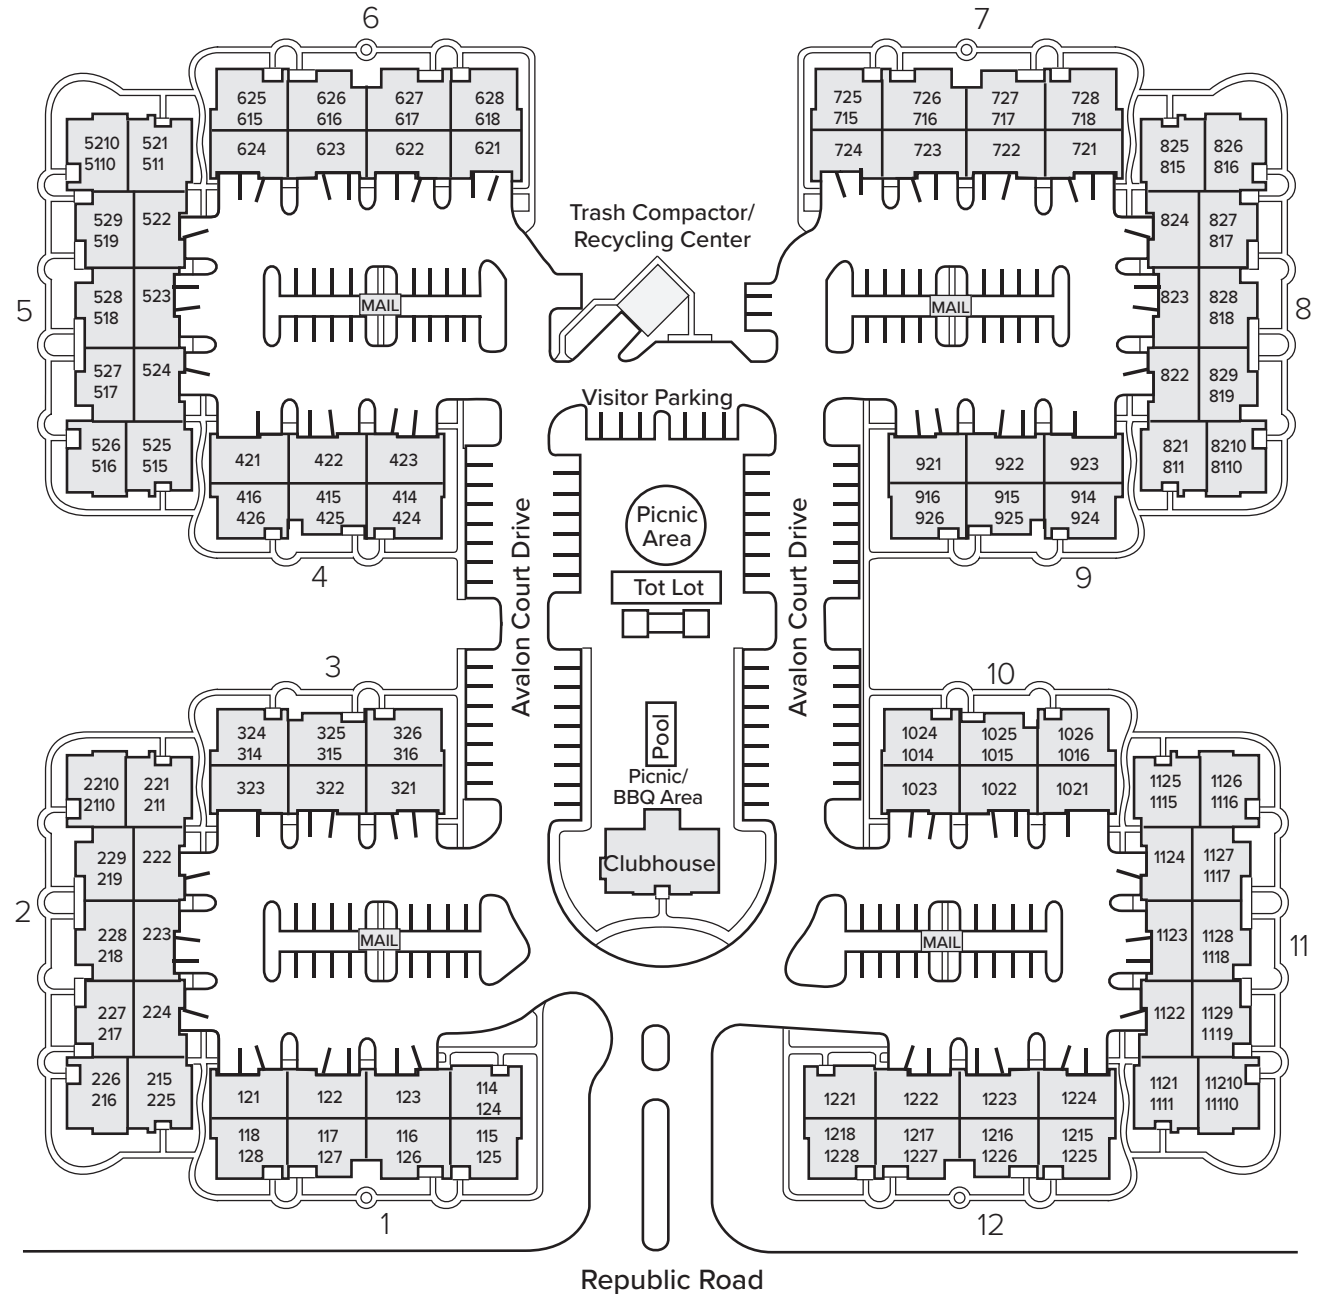 6
7
625 626 627 628
615 616 617 618
624 623 622 621
725 726 727 728
715 716 717 718
724 723 722 721
5210 521
5110 511
529 522
519
528 523
518
527 524
517
526 525
516 515
5
825 826
815 816
824 827
817
823 828
818
822 829
819
821 8210
811 8110
8
Trash Compactor/
Recycling Center
MAIL
MAIL
Visitor Parking
421 422 423
416 415 414
426 425 424
4
921 922 923
916 915 914
926 925 924
9
Avalon Court Drive
Avalon Court Drive
Picnic
Area
Tot Lot
Pool
Picnic/
BBQ Area
Clubhouse
3
324 325 326
314 315 316
323 322 321
10
1024 1025 1026
1014 1015 1016
1023 1022 1021
2210 221
2110 211
229 222
219
228 223
218
227 224
217
226 215
216 225
2
1125 1126
1115 1116
1124 1127
1117
1123 1128
1118
1122 1129
1119
1121 11210
1111 11110
11
MAIL
MAIL
121 122 123 114
124
118 117 116 115
128 127 126 125
1
1221 1222 1223 1224
1218 1217 1216 1215
1228 1227 1226 1225
12
Republic Road